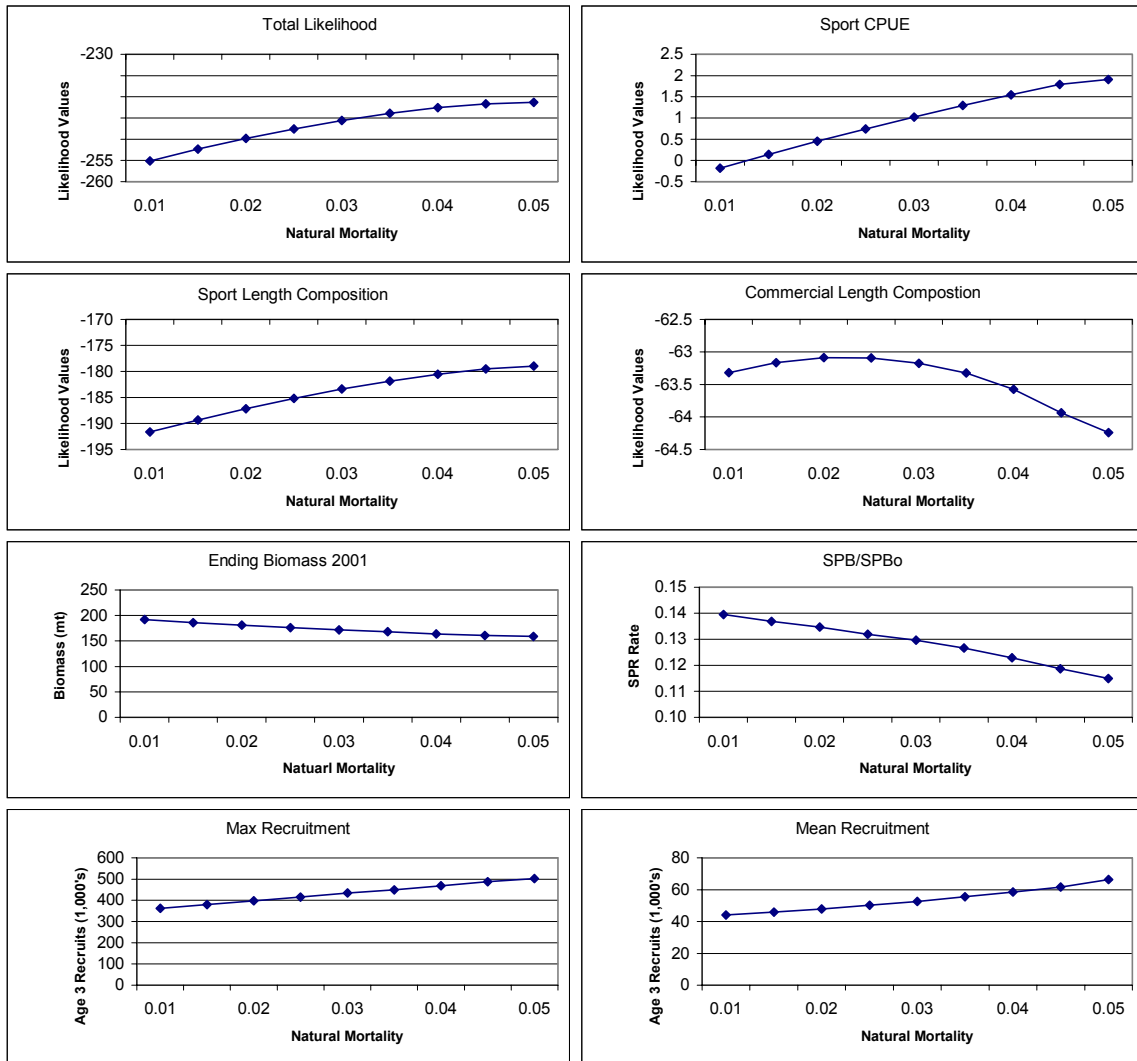 Total Likelihood
-230
-255
-260
0.01 0.02 0.03 0.04 0.05
Natural Mortality
Likelihood Values
Sport CPUE
2.5
2
1.5
1
0.5
0
-0.5
0.01 0.02 0.03 0.04 0.05
Natural Mortality
Likelihood Values
Sport Length Composition
-170
-175
-180
-185
-190
-195
0.01 0.02 0.03 0.04 0.05
Natural Mortality
Likelihood Values
Commercial Length Compostion
-62.5
-63
-63.5
-64
-64.5
0.01 0.02 0.03 0.04 0.05
Natural Mortality
Likelihood Values
Ending Biomass 2001
250
200
150
100
50
0
0.01 0.02 0.03 0.04 0.05
Natuarl Mortality
Biomass (mt)
SPB/SPBo
0.15
0.14
0.13
0.12
0.11
0.10
0.01 0.02 0.03 0.04 0.05
Natural Mortality
SPR Rate
Max Recruitment
600
500
400
300
200
100
0
0.01 0.02 0.03 0.04 0.05
Natural Mortality
Age 3 Recruits (1,000's)
Mean Recruitment
80
60
40
20
0
0.01 0.02 0.03 0.04 0.05
Natural Mortality
Age 3 Recruits (1,000's)